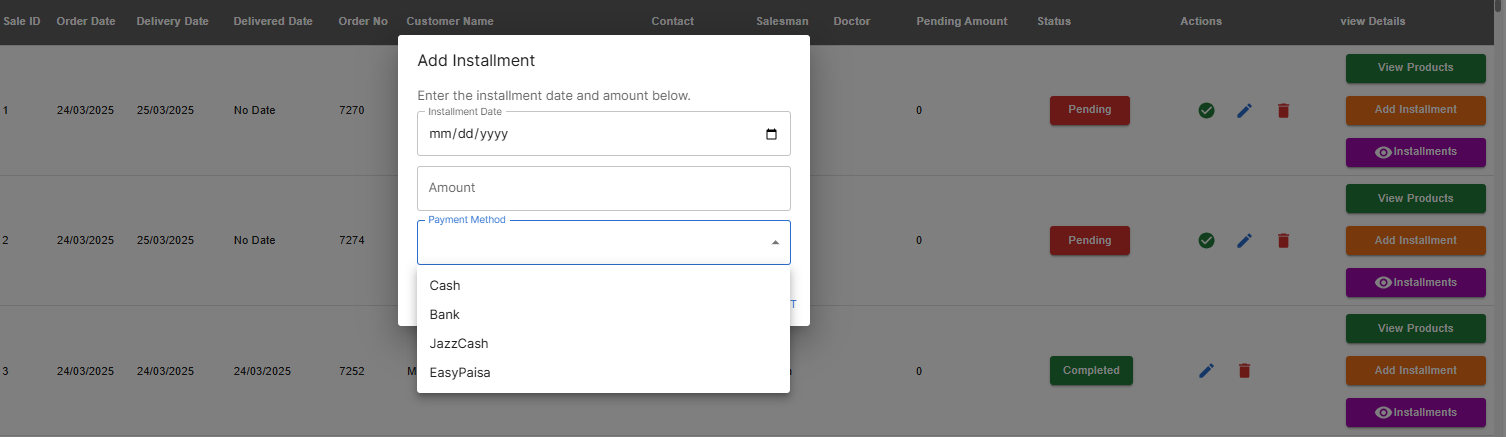 Sale ID Order Date Delivery Date Delivered Date Order No Customer Name Contact Salesman Doctor Pending Amount Status Actions view Details
Add Installment
Enter the installment date and amount below.
Installment Date
mm/dd/yyyy
Amount
Payment Method
Cash
Bank
JazzCash
EasyPaisa
View Products
1 24/03/2025 25/03/2025 No Date 7270 0 Pending Add Installment
Installments
View Products
2 24/03/2025 25/03/2025 No Date 7274 0 Pending Add Installment
Installments
View Products
3 24/03/2025 24/03/2025 24/03/2025 7252 0 Completed Add Installment
Installments